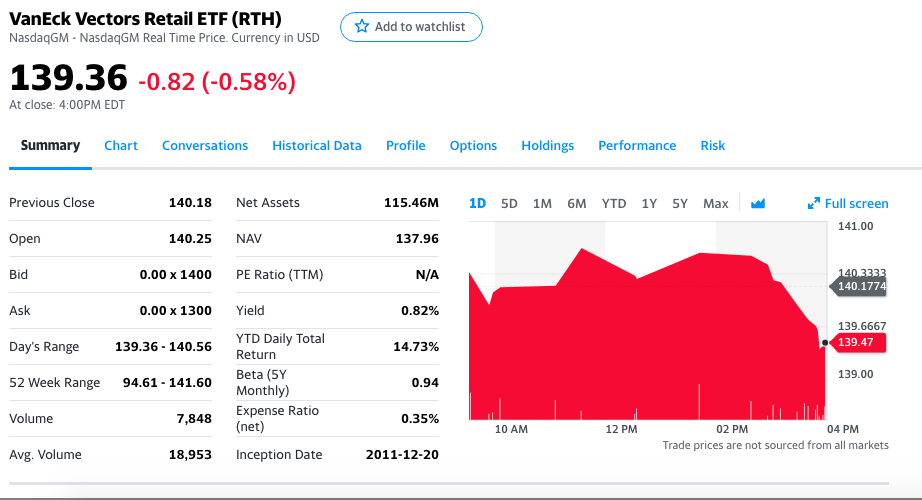 VanEck Vectors Retail ETF (RTH)
NasdaqGM - NasdaqGM Real Time Price. Currency in USD
Add to watchlist
139.36 -0.82 (-0.58%)
At close: 4:00PM EDT
Summary Chart Conversations Historical Data Profile Options Holdings Performance Risk
Previous Close 140.18
Open 140.25
Bid 0.00 x 1400
Ask 0.00 x 1300
Day's Range 139.36 - 140.56
52 Week Range 94.61 - 141.60
Volume 7,848
Avg. Volume 18,953
Net Assets 115.46M
NAV 137.96
PE Ratio (TTM) N/A
Yield 0.82%
YTD Daily Total
Return 14.73%
Beta (5Y
Monthly) 0.94
Expense Ratio
(net) 0.35%
Inception Date 2011-12-20
1D 5D 1M 6M YTD 1Y 5Y Max Full screen
141.00
140.3333
140.1774
139.6667
139.47
139.00
10 AM 12 PM 02 PM 04 PM
Trade prices are not sourced from all markets